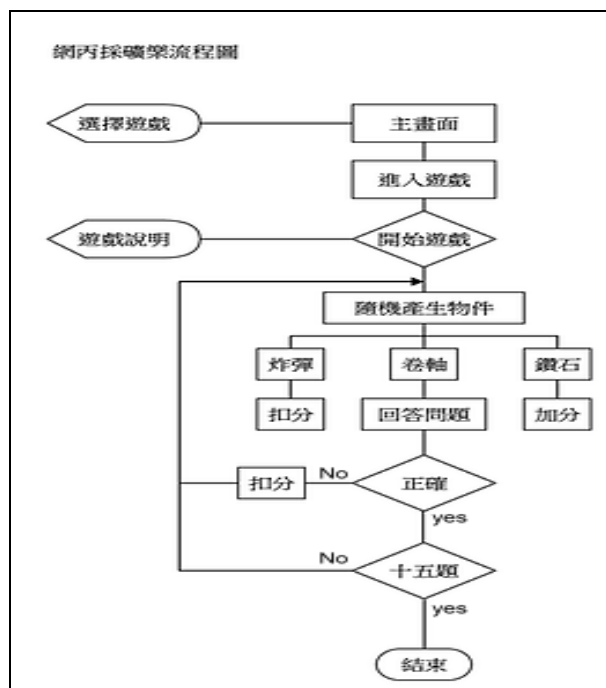 網丙採礦樂流程圖
選擇遊戲
主畫面
進入遊戲
遊戲說明
開始遊戲
隨機產生物件
炸彈
卷軸
鑽石
扣分
回答問題
加分
扣分
No
正確
yes
No
十五題
yes
結束